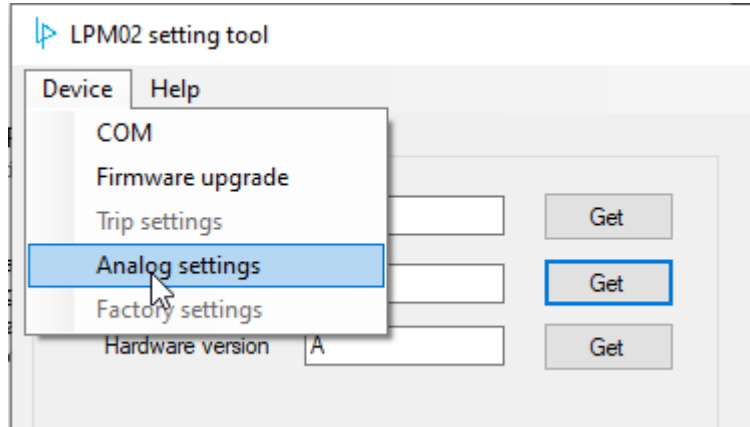 LPM02 setting tool
Device Help
COM
Firmware upgrade
Trip settings
Get
Analog settings
Get
Factory settings
Hardware version A Get